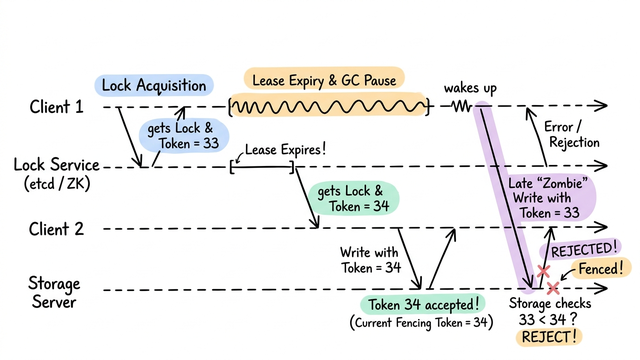 Lock Acquisition
Lease Expiry & GC Pause
wakes up
Client 1
gets Lock &
Token = 33
Error /
Rejection
Lock Service
(etcd / ZK)
Lease Expires!
gets Lock &
Token = 34
Late “Zombie”
Write with
Token = 33
Client 2
Write with
Token = 34
REJECTED!
Fenced!
Storage
Server
Token 34 accepted!
(Current Fencing Token = 34)
Storage checks
33 < 34 ?
REJECT!